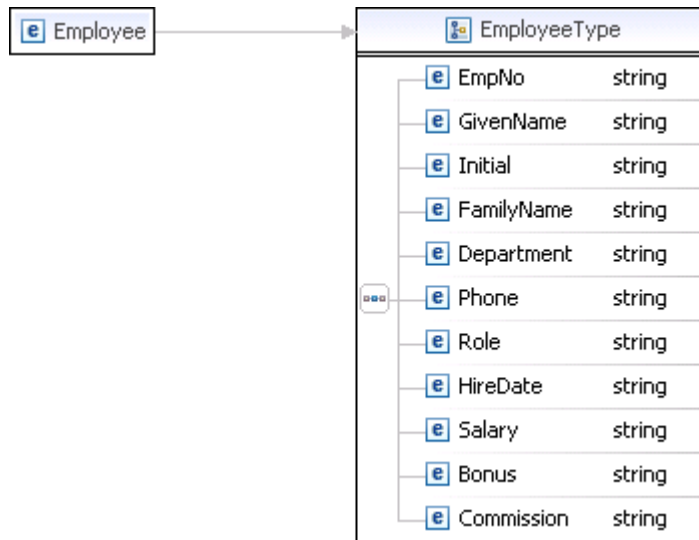 e Employee
EmployeeType
e EmpNo string
e GivenName string
e Initial string
e FamilyName string
e Department string
e Phone string
e Role string
e HireDate string
e Salary string
e Bonus string
e Commission string